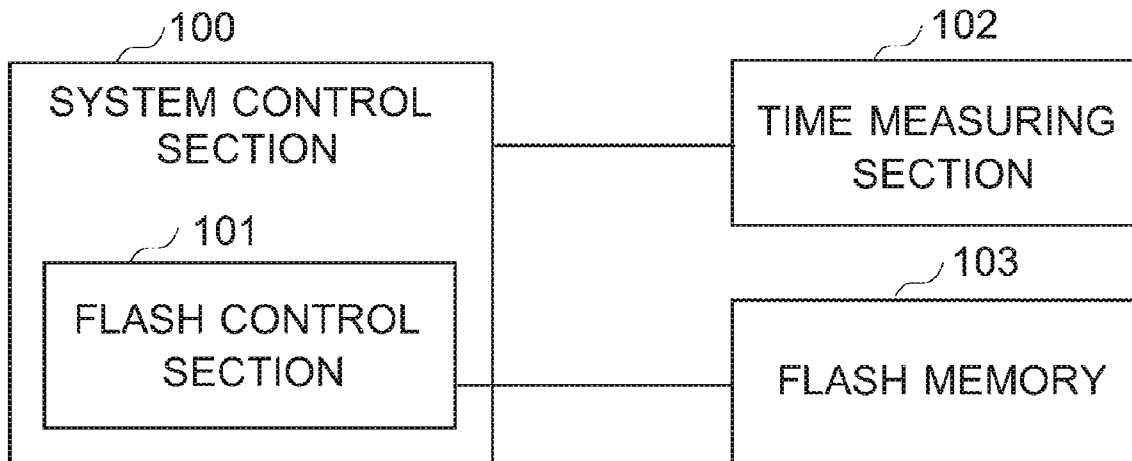 100
SYSTEM CONTROL
SECTION
101
FLASH CONTROL
SECTION
102
TIME MEASURING
SECTION
103
FLASH MEMORY